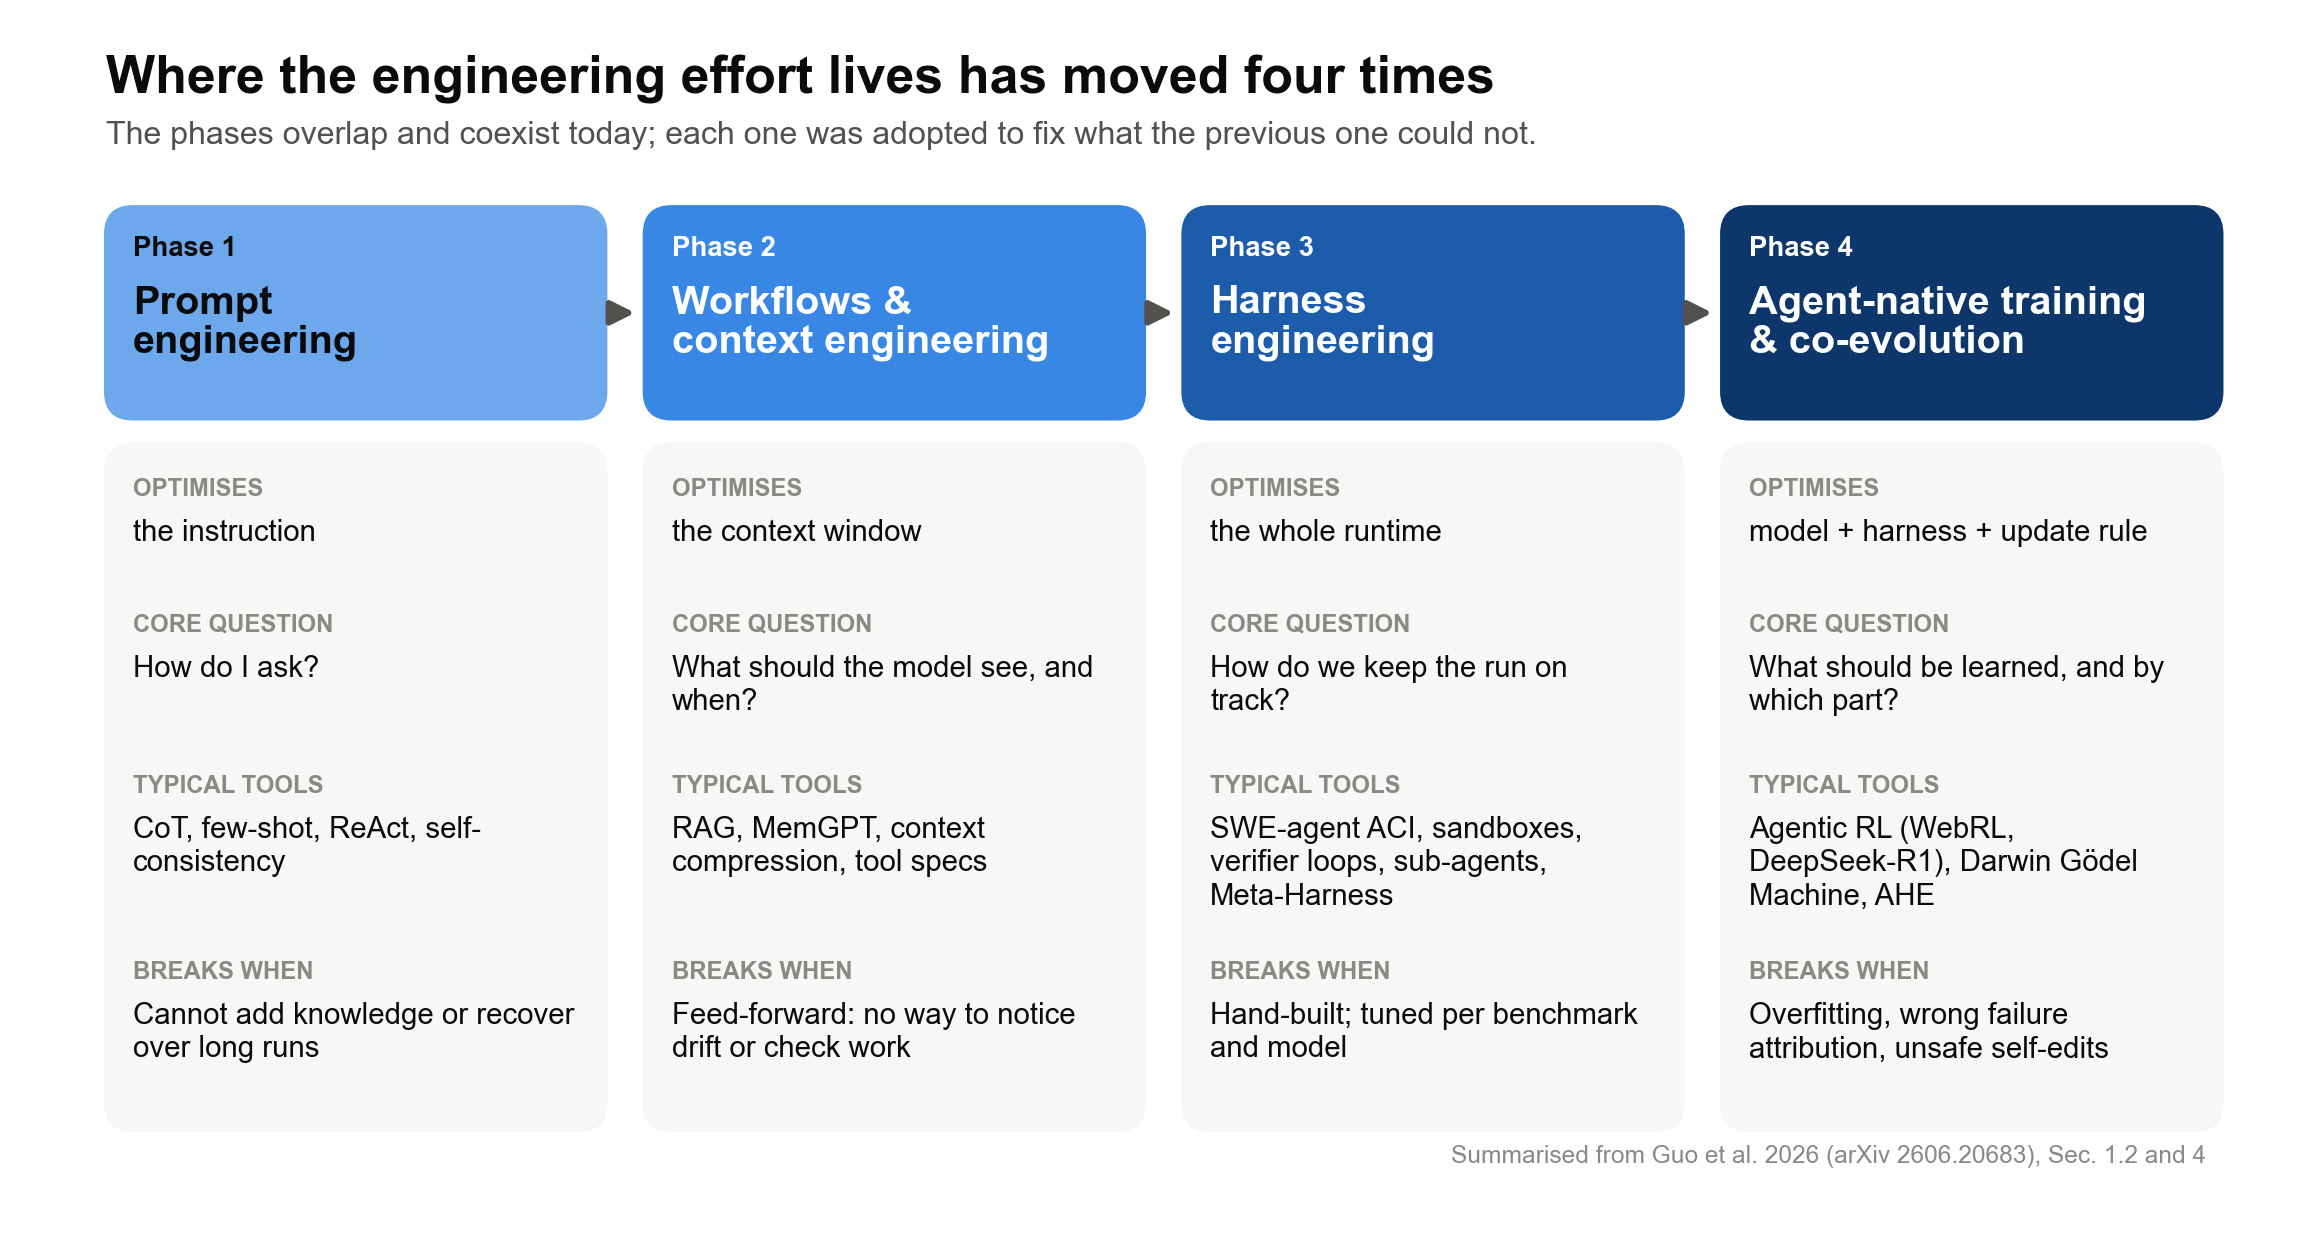 Where the engineering effort lives has moved four times
The phases overlap and coexist today; each one was adopted to fix what the previous one could not.
Phase 1
Prompt
engineering
OPTIMISES
the instruction
CORE QUESTION
How do I ask?
TYPICAL TOOLS
CoT, few-shot, ReAct, self-
consistency
BREAKS WHEN
Cannot add knowledge or recover
over long runs
Phase 2
Workflows &
context engineering
OPTIMISES
the context window
CORE QUESTION
What should the model see, and
when?
TYPICAL TOOLS
RAG, MemGPT, context
compression, tool specs
BREAKS WHEN
Feed-forward: no way to notice
drift or check work
Phase 3
Harness
engineering
OPTIMISES
the whole runtime
CORE QUESTION
How do we keep the run on
track?
TYPICAL TOOLS
SWE-agent ACI, sandboxes,
verifier loops, sub-agents,
Meta-Harness
BREAKS WHEN
Hand-built; tuned per benchmark
and model
Phase 4
Agent-native training
& co-evolution
OPTIMISES
model + harness + update rule
CORE QUESTION
What should be learned, and by
which part?
TYPICAL TOOLS
Agentic RL (WebRL,
DeepSeek-R1), Darwin Gödel
Machine, AHE
BREAKS WHEN
Overfitting, wrong failure
attribution, unsafe self-edits
Summarised from Guo et al. 2026 (arXiv 2606.20683), Sec. 1.2 and 4